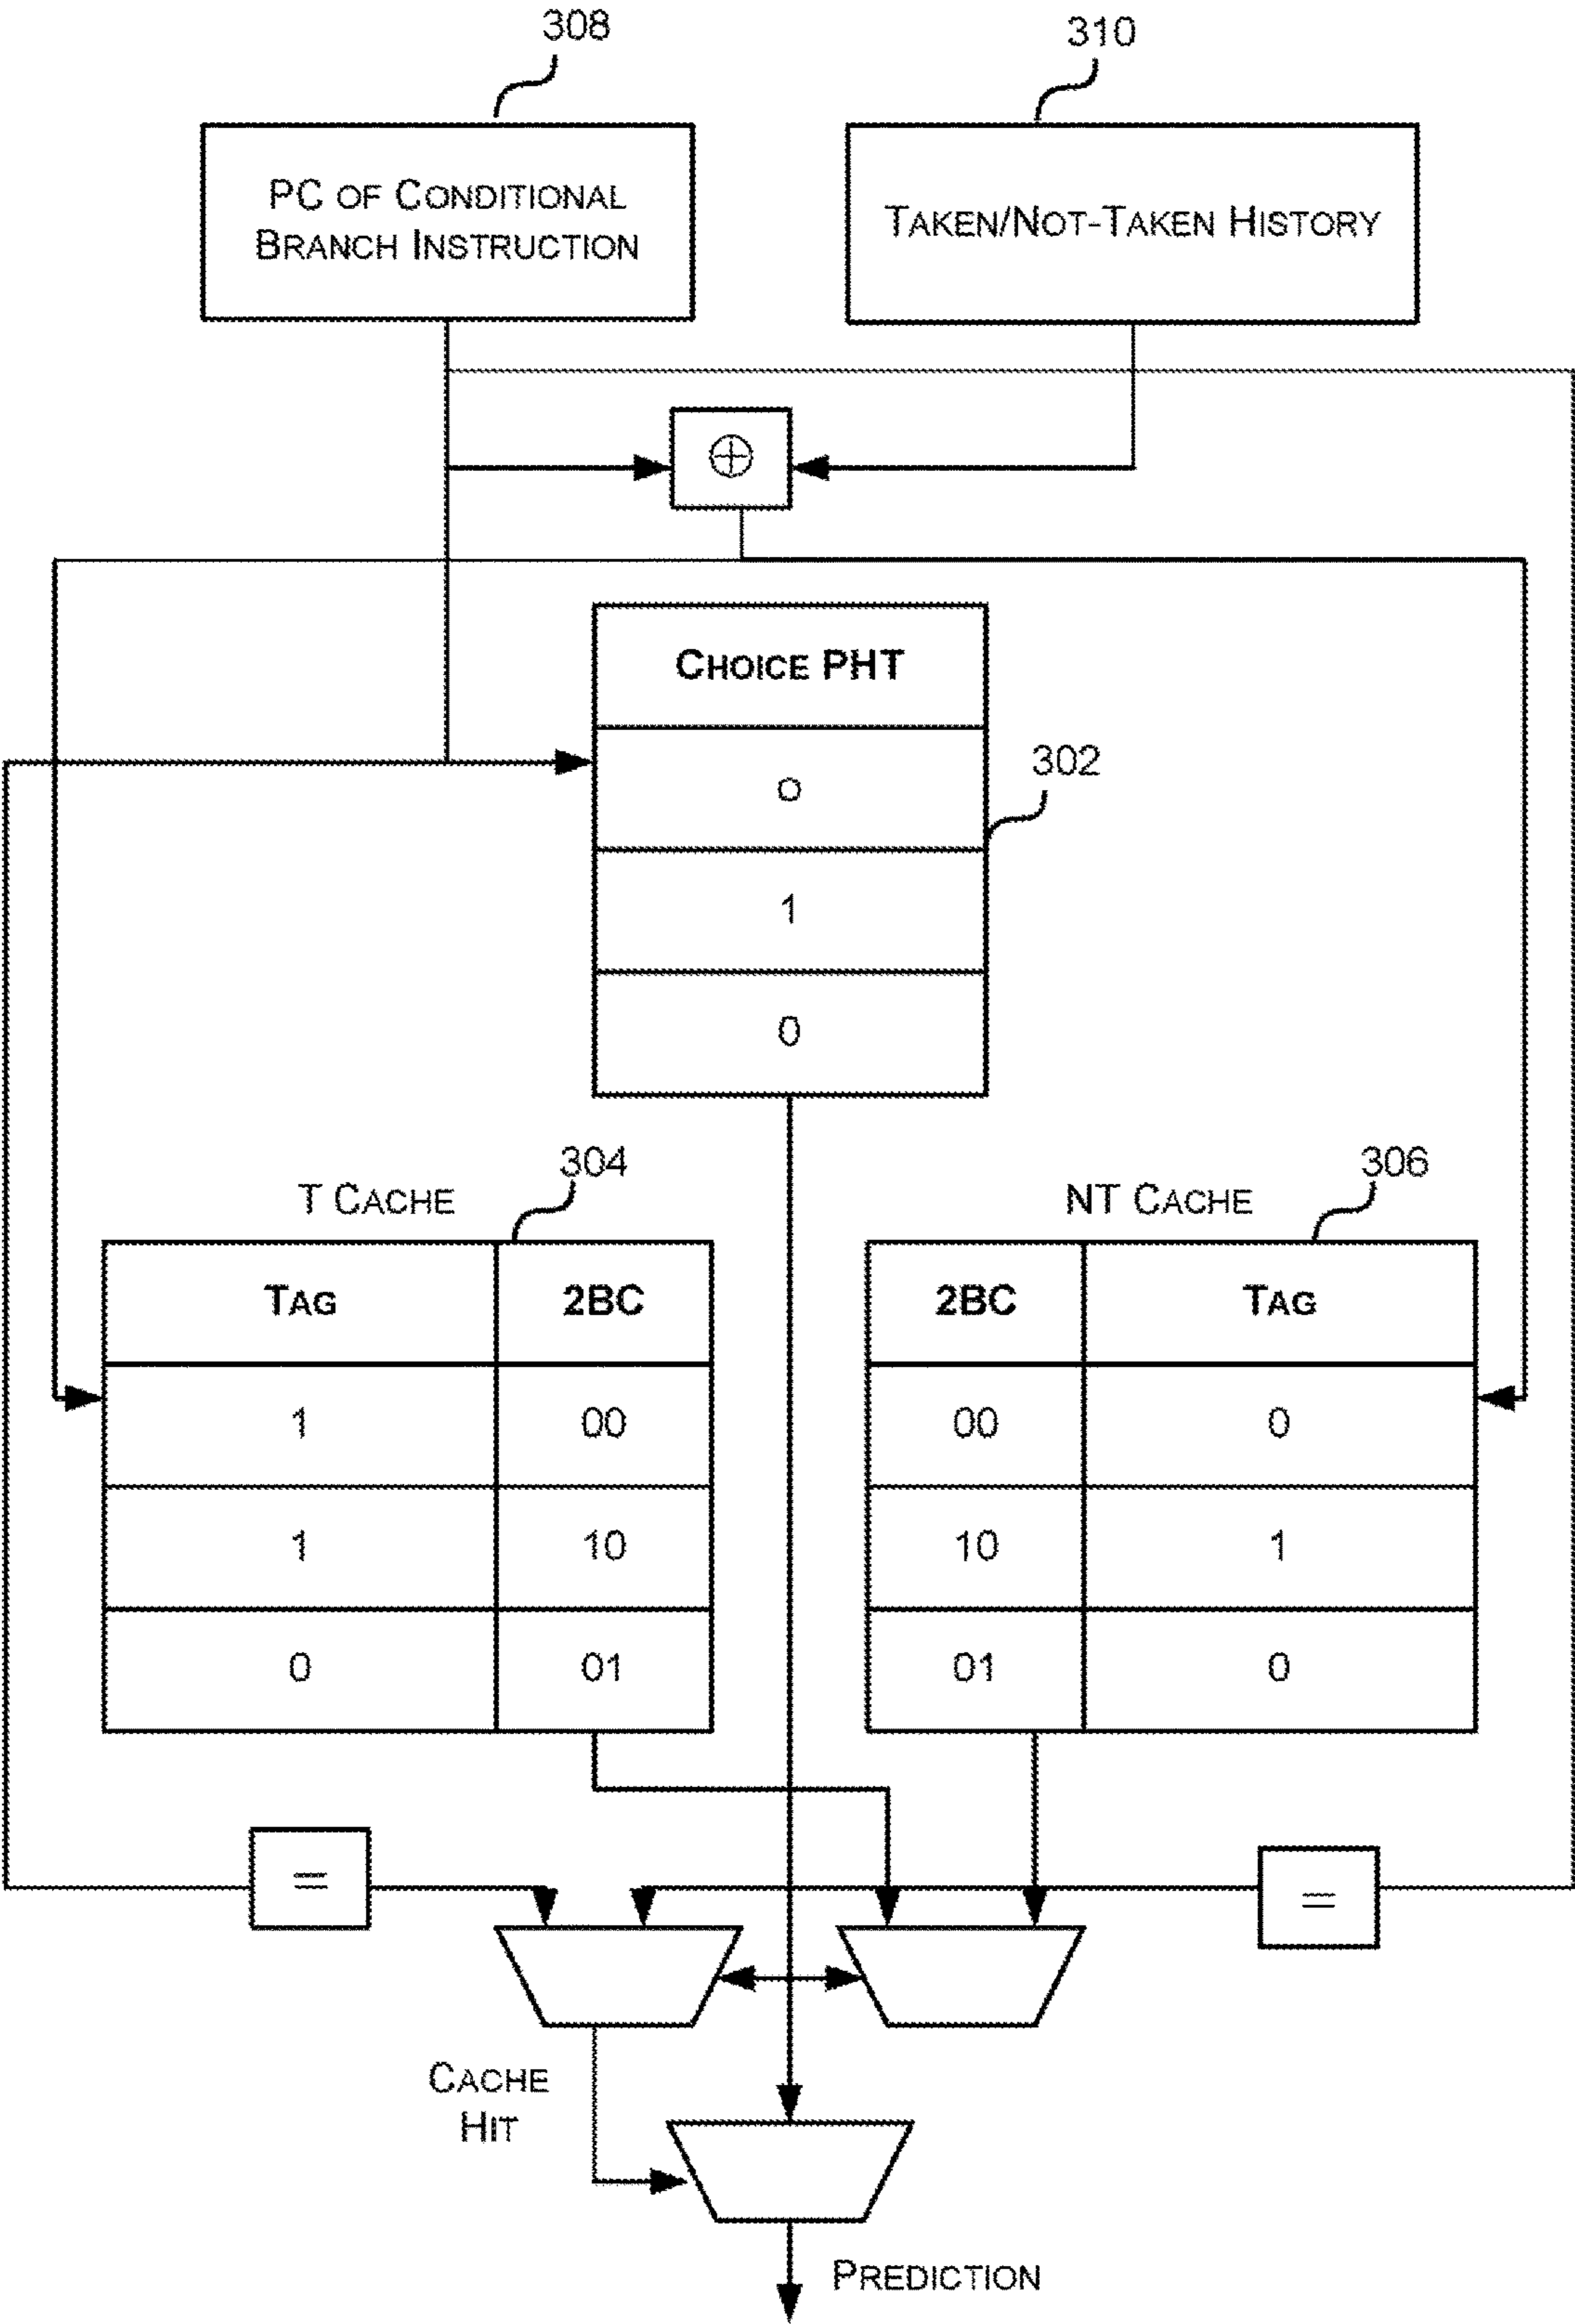 308
310
PC OF CONDITIONAL
BRANCH INSTRUCTION
TAKEN/NOT-TAKEN HISTORY
⊕
CHOICE PHT
302
0
1
0
304
306
T CACHE
NT CACHE
TAG 2BC
2BC TAG
1 00
00 0
1 10
10 1
0 01
01 0
=
=
CACHE
HIT
PREDICTION